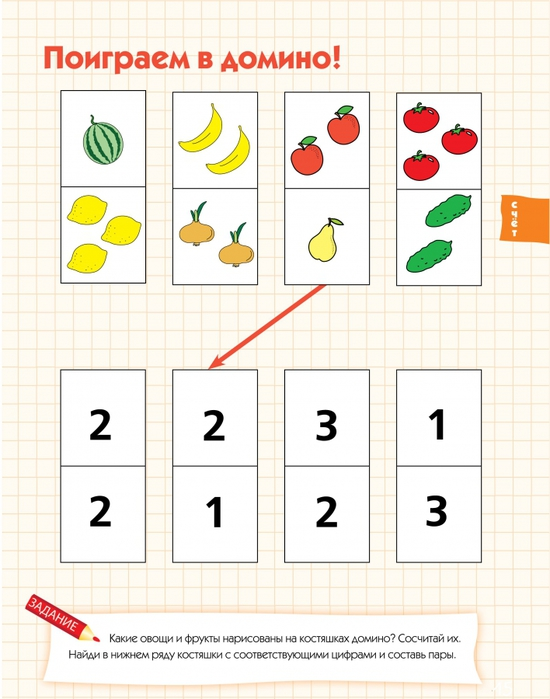 Поиграем в домино!
счёт
2 2 3 1
2 1 2 3
ЗАДАНИЕ
Какие овощи и фрукты нарисованы на костяшках домино? Сосчитай их.
Найди в нижнем ряду костяшки с соответствующими цифрами и составь пары.